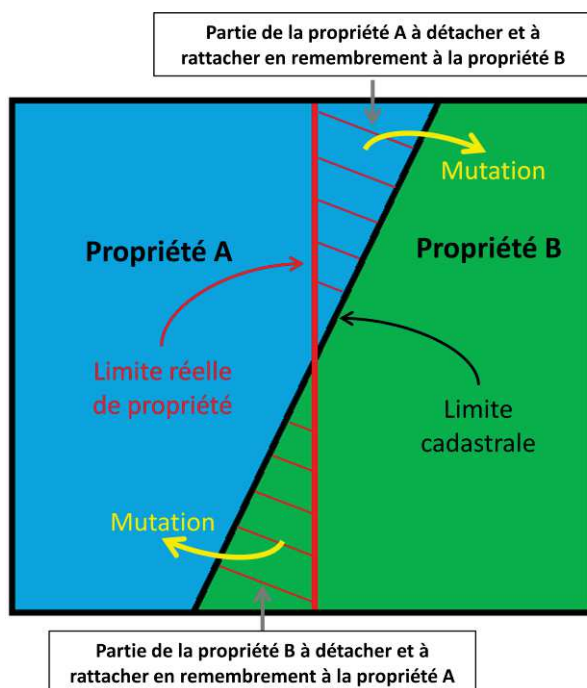 Partie de la propriété A à détacher et à
rattacher en remembrement à la propriété B
Mutation
Propriété A
Propriété B
Limite réelle
de propriété
Limite
cadastrale
Mutation
Partie de la propriété B à détacher et à
rattacher en remembrement à la propriété A